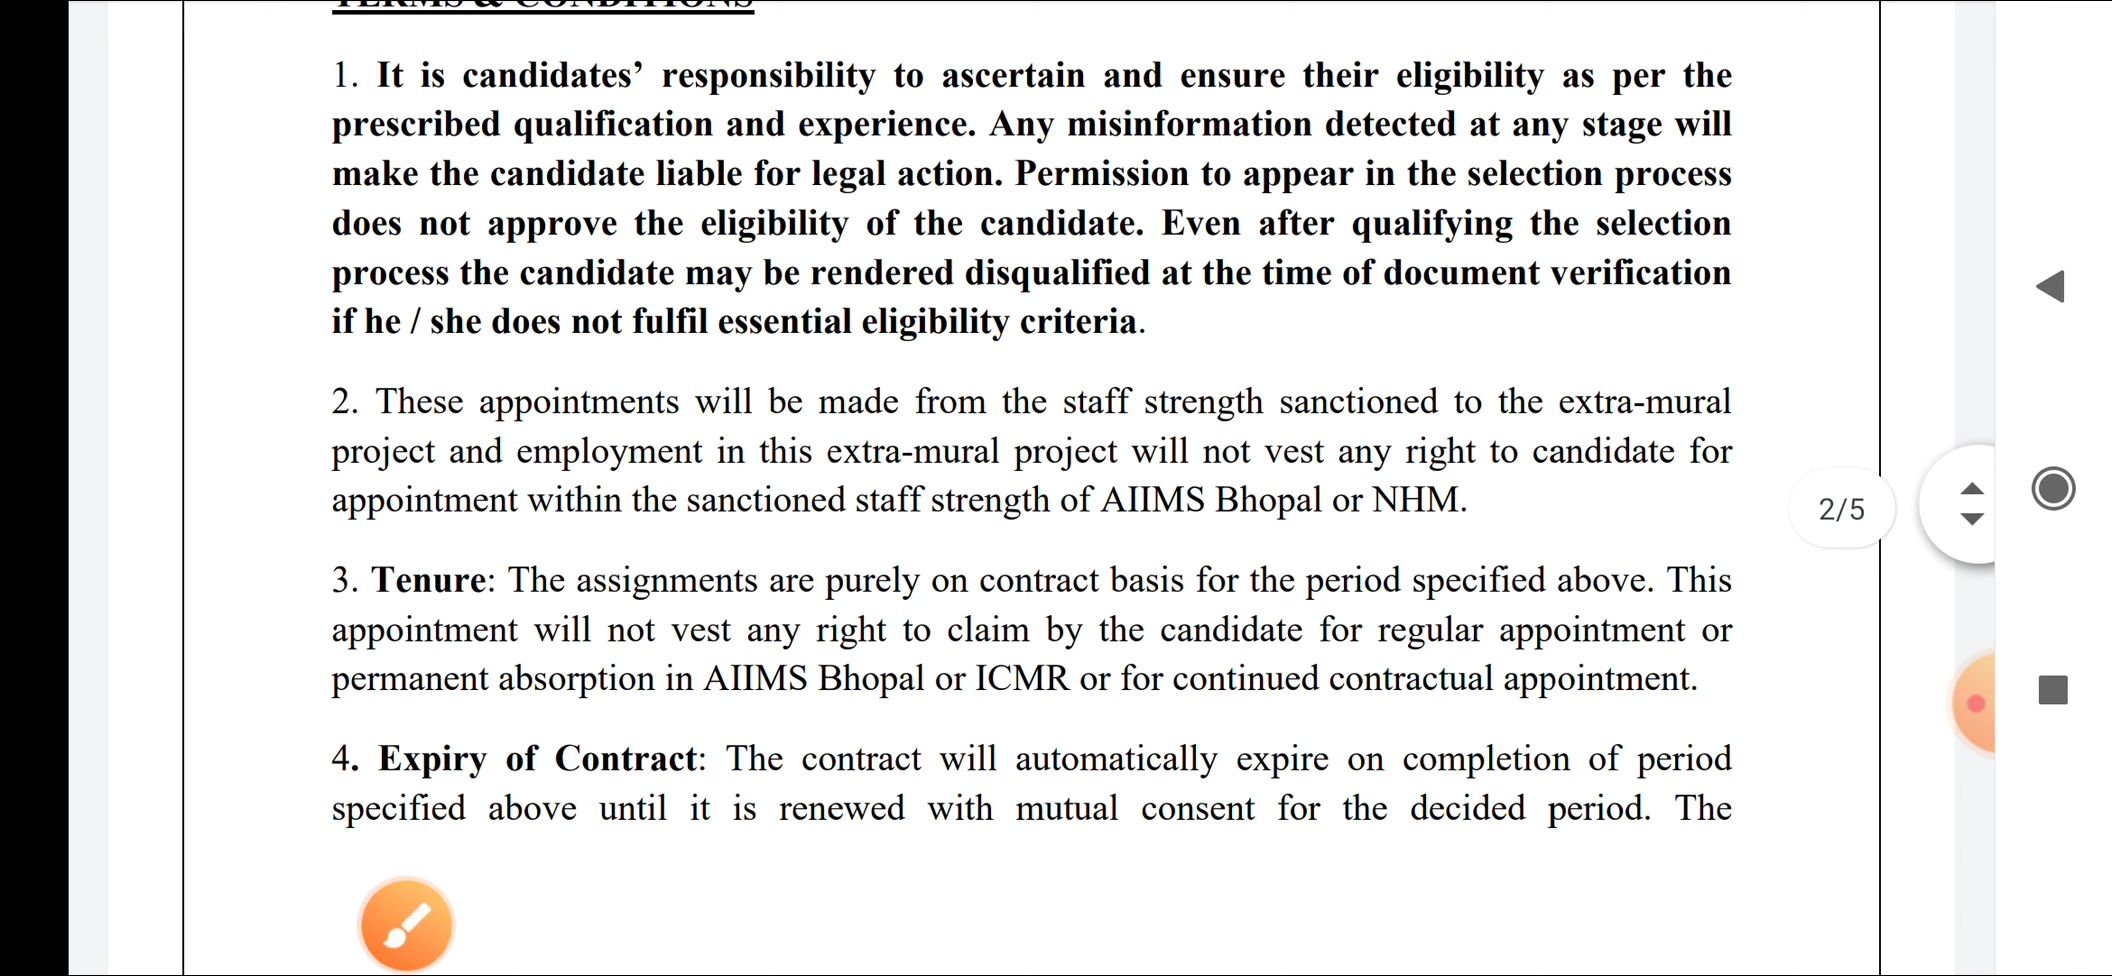 TERMS & CONDITIONS
1. It is candidates’ responsibility to ascertain and ensure their eligibility as per the
prescribed qualification and experience. Any misinformation detected at any stage will
make the candidate liable for legal action. Permission to appear in the selection process
does not approve the eligibility of the candidate. Even after qualifying the selection
process the candidate may be rendered disqualified at the time of document verification
if he / she does not fulfil essential eligibility criteria.
2. These appointments will be made from the staff strength sanctioned to the extra-mural
project and employment in this extra-mural project will not vest any right to candidate for
appointment within the sanctioned staff strength of AIIMS Bhopal or NHM.
2/5
3. Tenure: The assignments are purely on contract basis for the period specified above. This
appointment will not vest any right to claim by the candidate for regular appointment or
permanent absorption in AIIMS Bhopal or ICMR or for continued contractual appointment.
4. Expiry of Contract: The contract will automatically expire on completion of period
specified above until it is renewed with mutual consent for the decided period. The